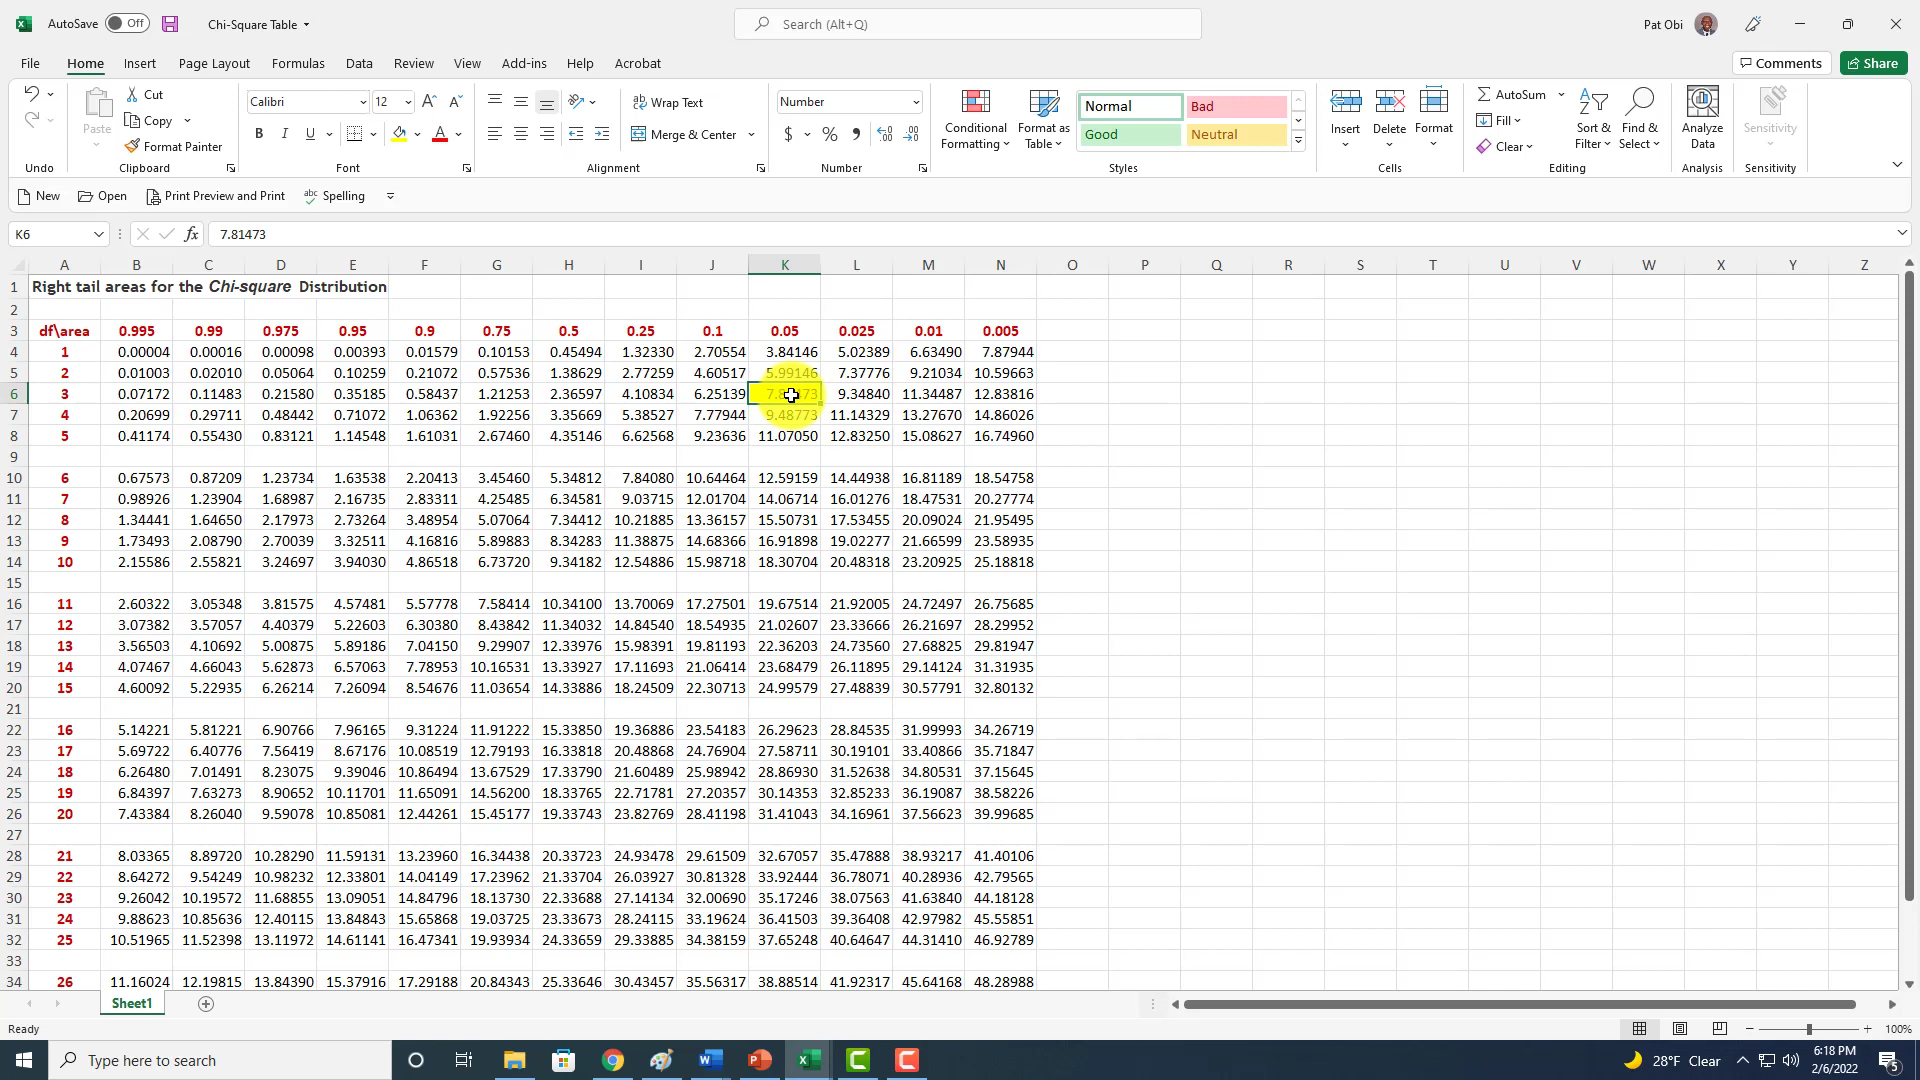 AutoSave Off Chi-Square Table Search (Alt+Q) Pat Obi
File Home Insert Page Layout Formulas Data Review View Add-ins Help Acrobat Comments Share
Undo
Paste Cut Copy Format Painter Clipboard
Calibri 12 B I U A Font
Wrap Text Merge & Center Alignment
Number $ % Number
Conditional Formatting Format as Table Normal Bad Good Neutral Styles
Insert Delete Format Cells
AutoSum Fill Clear Sort & Filter Find & Select Editing
Analyze Data Analysis
Sensitivity Sensitivity
New Open Print Preview and Print Spelling
K6 fx 7.81473
A B C D E F G H I J K L M N O P Q R S T U V W X Y Z
1 Right tail areas for the Chi-square Distribution
2
3 df\area 0.995 0.99 0.975 0.95 0.9 0.75 0.5 0.25 0.1 0.05 0.025 0.01 0.005
4 1 0.00004 0.00016 0.00098 0.00393 0.01579 0.10153 0.45494 1.32330 2.70554 3.84146 5.02389 6.63490 7.87944
5 2 0.01003 0.02010 0.05064 0.10259 0.21072 0.57536 1.38629 2.77259 4.60517 5.99146 7.37776 9.21034 10.59663
6 3 0.07172 0.11483 0.21580 0.35185 0.58437 1.21253 2.36597 4.10834 6.25139 7.81473 9.34840 11.34487 12.83816
7 4 0.20699 0.29711 0.48442 0.71072 1.06362 1.92256 3.35669 5.38527 7.77944 9.48773 11.14329 13.27670 14.86026
8 5 0.41174 0.55430 0.83121 1.14548 1.61031 2.67460 4.35146 6.62568 9.23636 11.07050 12.83250 15.08627 16.74960
9
10 6 0.67573 0.87209 1.23734 1.63538 2.20413 3.45460 5.34812 7.84080 10.64464 12.59159 14.44938 16.81189 18.54758
11 7 0.98926 1.23904 1.68987 2.16735 2.83311 4.25485 6.34581 9.03715 12.01704 14.06714 16.01276 18.47531 20.27774
12 8 1.34441 1.64650 2.17973 2.73264 3.48954 5.07064 7.34412 10.21885 13.36157 15.50731 17.53455 20.09024 21.95495
13 9 1.73493 2.08790 2.70039 3.32511 4.16816 5.89883 8.34283 11.38875 14.68366 16.91898 19.02277 21.66599 23.58935
14 10 2.15586 2.55821 3.24697 3.94030 4.86518 6.73720 9.34182 12.54886 15.98718 18.30704 20.48318 23.20925 25.18818
15
16 11 2.60322 3.05348 3.81575 4.57481 5.57778 7.58414 10.34100 13.70069 17.27501 19.67514 21.92005 24.72497 26.75685
17 12 3.07382 3.57057 4.40379 5.22603 6.30380 8.43842 11.34032 14.84540 18.54935 21.02607 23.33666 26.21697 28.29952
18 13 3.56503 4.10692 5.00875 5.89186 7.04150 9.29907 12.33976 15.98391 19.81193 22.36203 24.73560 27.68825 29.81947
19 14 4.07467 4.66043 5.62873 6.57063 7.78953 10.16531 13.33927 17.11693 21.06414 23.68479 26.11895 29.14124 31.31935
20 15 4.60092 5.22935 6.26214 7.26094 8.54676 11.03654 14.33886 18.24509 22.30713 24.99579 27.48839 30.57791 32.80132
21
22 16 5.14221 5.81221 6.90766 7.96165 9.31224 11.91222 15.33850 19.36886 23.54183 26.29623 28.84535 31.99993 34.26719
23 17 5.69722 6.40776 7.56419 8.67176 10.08519 12.79193 16.33818 20.48868 24.76904 27.58711 30.19101 33.40866 35.71847
24 18 6.26480 7.01491 8.23075 9.39046 10.86494 13.67529 17.33790 21.60489 25.98942 28.86930 31.52638 34.80531 37.15645
25 19 6.84397 7.63273 8.90652 10.11701 11.65091 14.56200 18.33765 22.71781 27.20357 30.14353 32.85233 36.19087 38.58226
26 20 7.43384 8.26040 9.59078 10.85081 12.44261 15.45177 19.33743 23.82769 28.41198 31.41043 34.16961 37.56623 39.99685
27
28 21 8.03365 8.89720 10.28290 11.59131 13.23960 16.34438 20.33723 24.93478 29.61509 32.67057 35.47888 38.93217 41.40106
29 22 8.64272 9.54249 10.98232 12.33801 14.04149 17.23962 21.33704 26.03927 30.81328 33.92444 36.78071 40.28936 42.79565
30 23 9.26042 10.19572 11.68855 13.09051 14.84796 18.13730 22.33688 27.14134 32.00690 35.17246 38.07563 41.63840 44.18128
31 24 9.88623 10.85636 12.40115 13.84843 15.65868 19.03725 23.33673 28.24115 33.19624 36.41503 39.36408 42.97982 45.55851
32 25 10.51965 11.52398 13.11972 14.61141 16.47341 19.93934 24.33659 29.33885 34.38159 37.65248 40.64647 44.31410 46.92789
33
34 26 11.16024 12.19815 13.84390 15.37916 17.29188 20.84343 25.33646 30.43457 35.56317 38.88514 41.92317 45.64168 48.28988
Sheet1
Ready 100%
Type here to search 28°F Clear 6:18 PM
2/6/2022 5